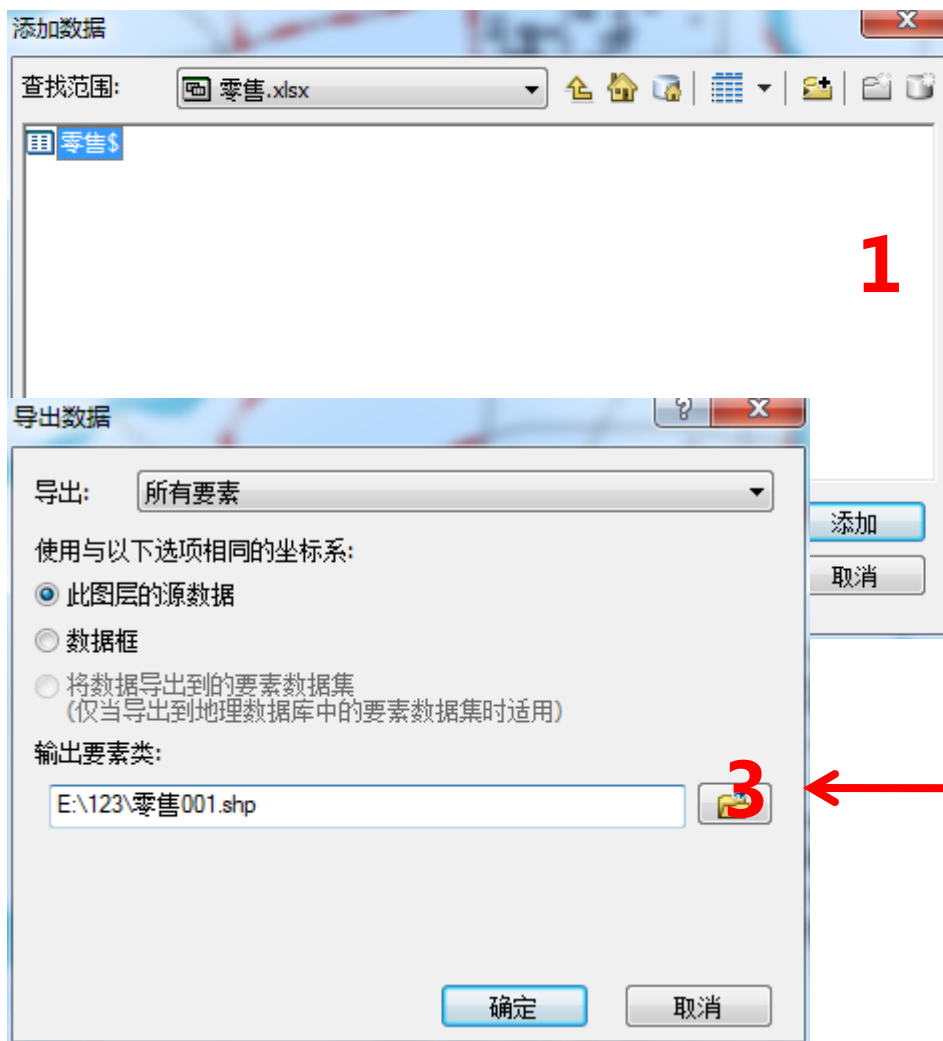 添加数据
查找范围: 零售.xlsx
零售$
1
添加
取消
导出数据
导出: 所有要素
使用与以下选项相同的坐标系:
此图层的源数据
数据框
将数据导出到的要素数据集
(仅当导出到地理数据库中的要素数据集时适用)
输出要素类:
E:\123\零售001.shp
3
确定 取消